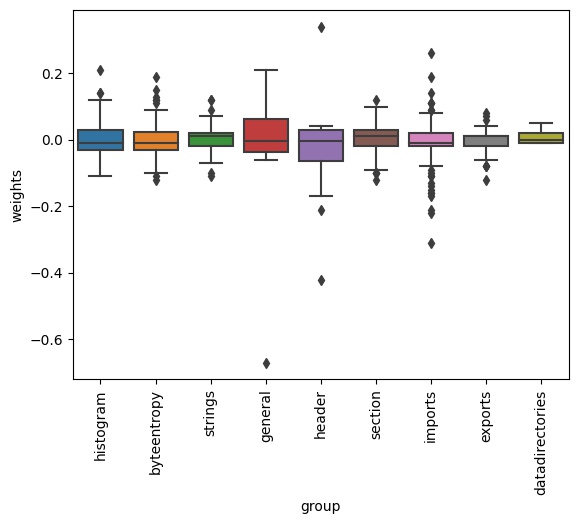 0.2
0.0
−0.2
−0.4
−0.6
weights
histogram
byteentropy
strings
general
header
section
imports
exports
datadirectories
group